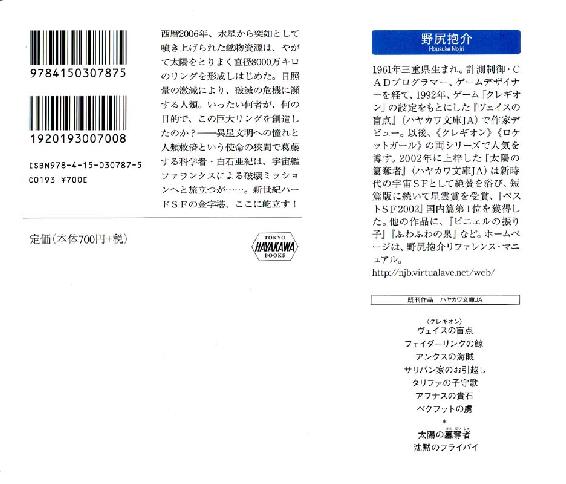 9784150307875
1920193007008
ISBN978-4-15-030787-5
C0193 ¥700E
定価(本体700円+税)
西暦2006年、水星から突如として
噴き上げられた鉱物資源は、やが
て太陽をとりまく直径8000万キロ
のリングを形成しはじめた。日照
量の激減により、破滅の危機に瀕
する人類。いったい何者が、何の
目的で、この巨大リングを創造し
たのか?――異星文明への憧れと
人類救済という使命の狭間で葛藤
する科学者・白石亜紀は、宇宙艦
ファランクスによる破壊ミッショ
ンへと旅立つが……。新世紀ハー
ドSFの金字塔、ここに屹立す!
TOKYO
HAYAKAWA
BOOKS
野尻抱介
Housuke Nojiri
1961年三重県生まれ。計測制御・C
ADプログラマー、ゲームデザイナ
ーを経て、1992年、ゲーム「クレギオ
ン」の設定をもとにした『ヴェイスの
盲点』(ハヤカワ文庫JA)で作家デ
ビュー。以後、《クレギオン》《ロケ
ットガール》の両シリーズで人気を
博す。2002年に上梓した『太陽の
簒奪者』(ハヤカワ文庫JA)は新時
代の宇宙SFとして絶賛を浴び、短
篇版に続いて星雲賞を受賞、『ベス
トSF2002』国内篇第1位を獲得し
た。他の作品に、『ピニェルの振り
子』『ふわふわの泉』など。ホームペ
ージは、野尻抱介リファレンス・マニ
ュアル。
http://njb.virtualave.net/web/
既刊作品 ハヤカワ文庫JA
《クレギオン》
ヴェイスの盲点
フェイダーリンクの鯨
アンクスの海賊
サリバン家のお引越し
タリファの子守歌
アフナスの貴石
ベクフットの虜
*
太陽の簒奪者
沈黙のフライバイ